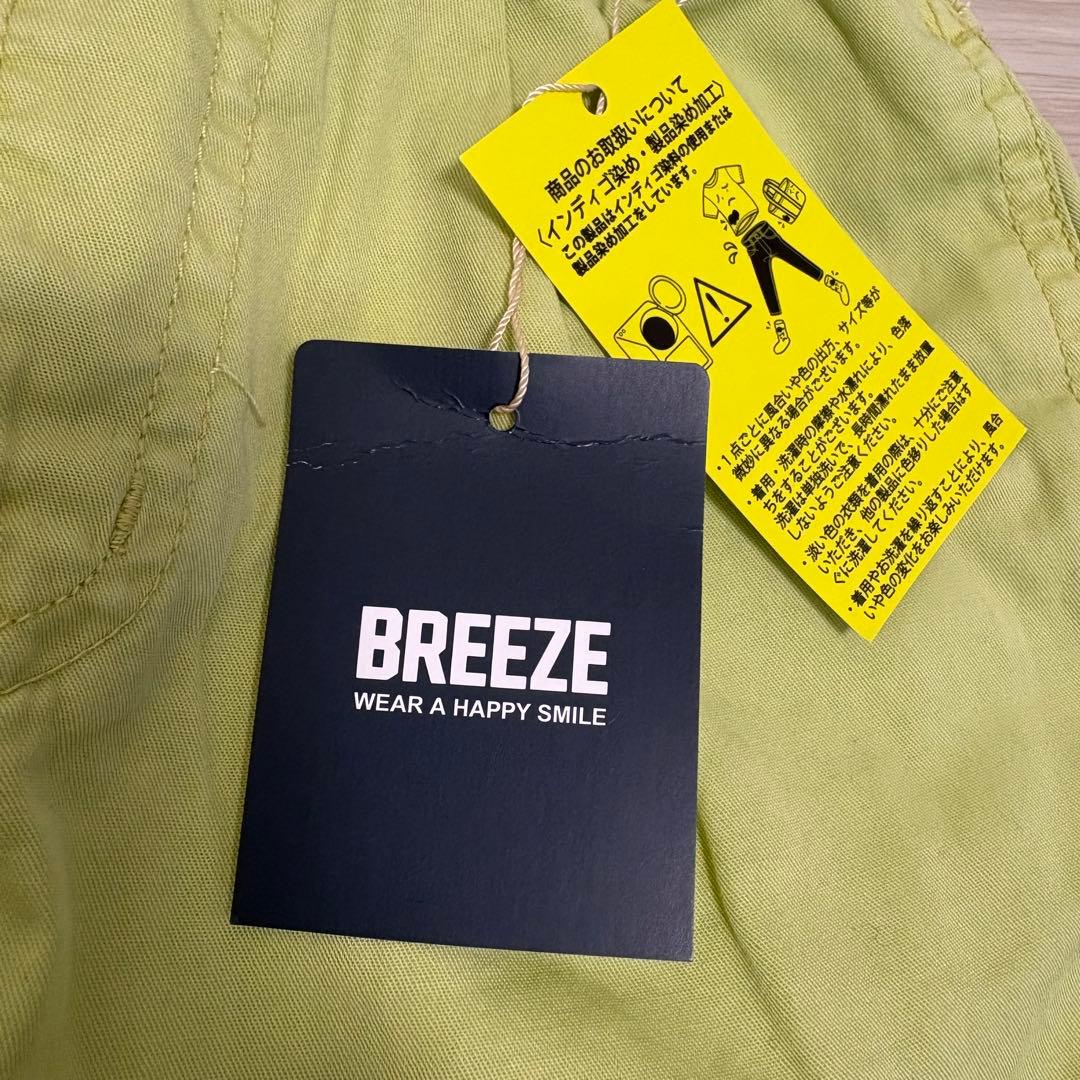 商品のお取扱いについて
〈インディゴ染め・製品染め加工〉
この製品はインディゴ染料の使用または
製品染め加工をしています。
・1点ごとに風合いや色の出方、サイズ等が
微妙に異なる場合がございます。
・着用・洗濯時の摩擦や水濡れにより、色落
ちをすることがございます。
洗濯は単独洗いで、長時間濡れたまま放置
しないようご注意ください。
・淡い色の衣類を着用の際は、十分にご注意
いただき、他の製品に色移りした場合はす
ぐに洗濯してください。
・着用やお洗濯を繰り返すことにより、風合
いや色の変化をお楽しみいただけます。
BREEZE
WEAR A HAPPY SMILE